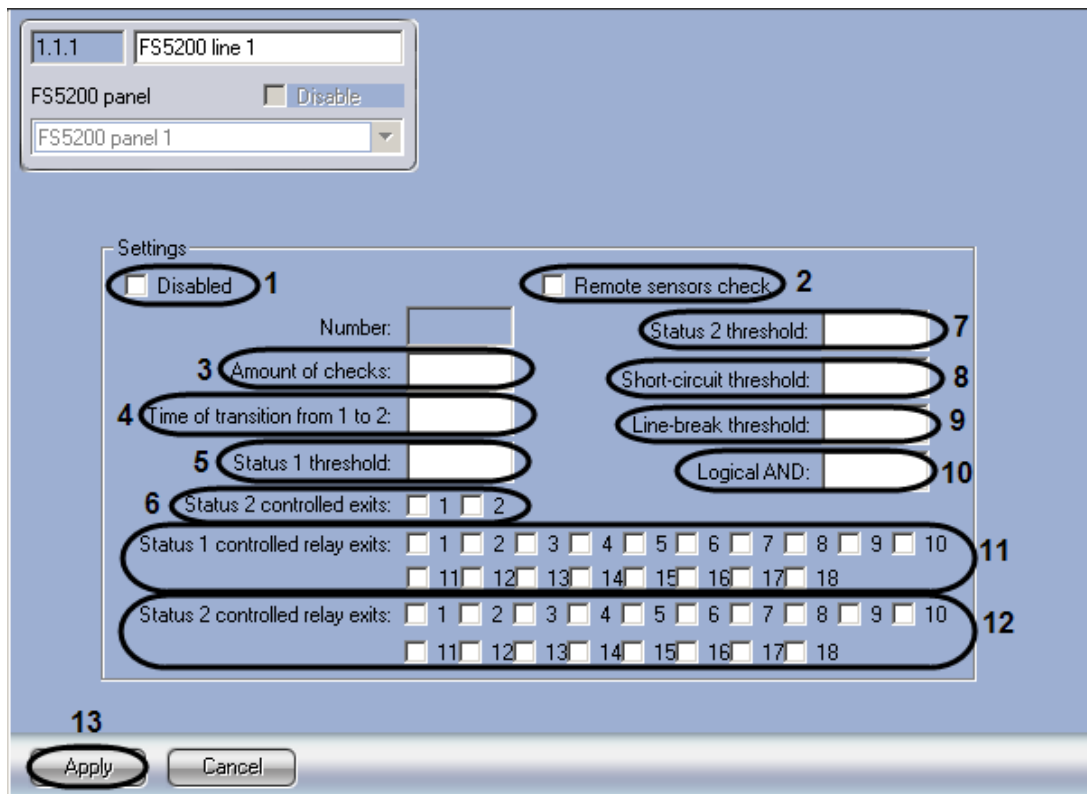 1.1.1 FS5200 line 1
FS5200 panel Disable
FS5200 panel 1
Settings
Disabled 1 Remote sensors check 2
Number: Status 2 threshold: 7
3 Amount of checks: Short-circuit threshold: 8
4 Time of transition from 1 to 2: Line-break threshold: 9
5 Status 1 threshold: Logical AND: 10
6 Status 2 controlled exits: 1 2
Status 1 controlled relay exits: 1 2 3 4 5 6 7 8 9 10 11
11 12 13 14 15 16 17 18
Status 2 controlled relay exits: 1 2 3 4 5 6 7 8 9 10 12
11 12 13 14 15 16 17 18
13
Apply Cancel